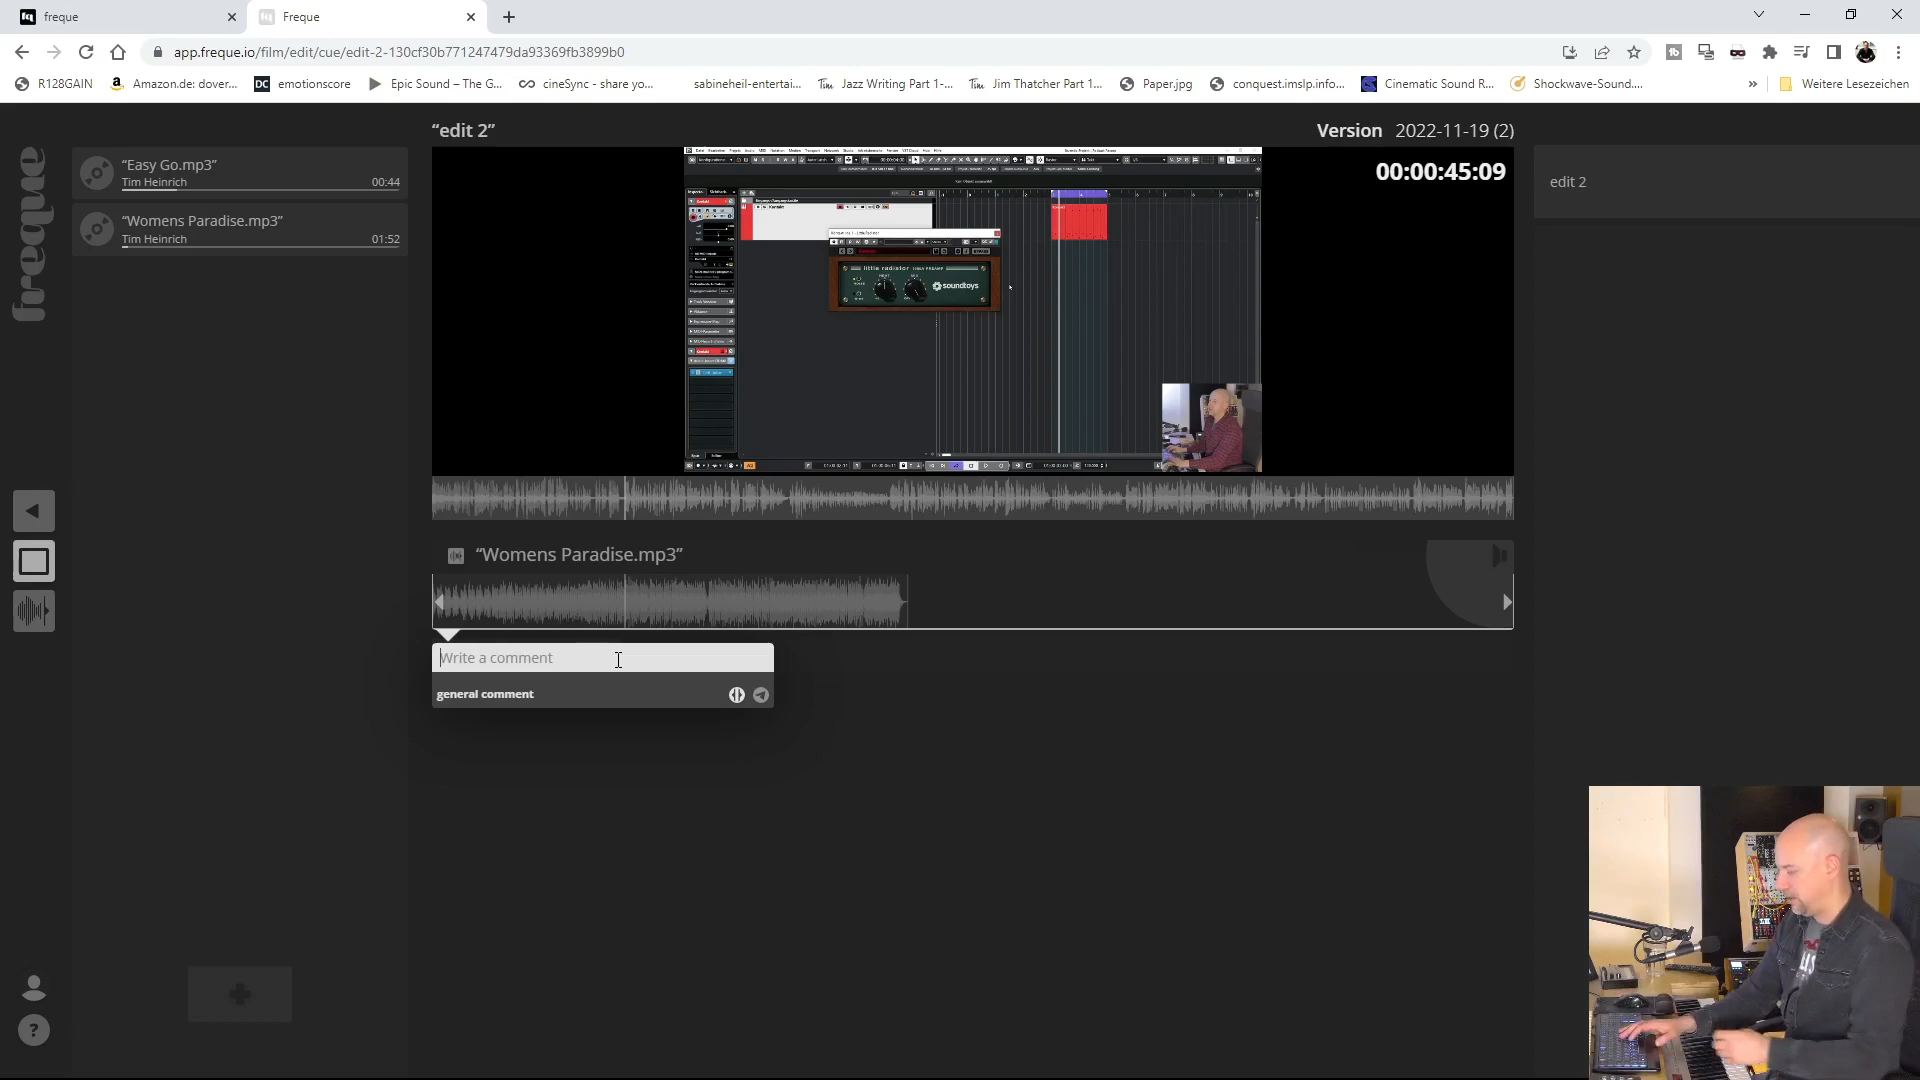 freque
Freque
app.freque.io/film/edit/cue/edit-2-130cf30b771247479da93369fb3899b0
R128GAIN
Amazon.de: dover...
DC emotionscore
Epic Sound – The G...
cineSync - share yo...
sabineheil-entertai...
Jazz Writing Part 1-...
Jim Thatcher Part 1...
Paper.jpg
conquest.imslp.info...
Cinematic Sound R...
Shockwave-Sound....
»
Weitere Lesezeichen
freque
“Easy Go.mp3”
Tim Heinrich
00:44
“Womens Paradise.mp3”
Tim Heinrich
01:52
“edit 2”
Version 2022-11-19 (2)
00:00:45:09
little radiator
soundtoys
edit 2
“Womens Paradise.mp3”
Write a comment
general comment
?